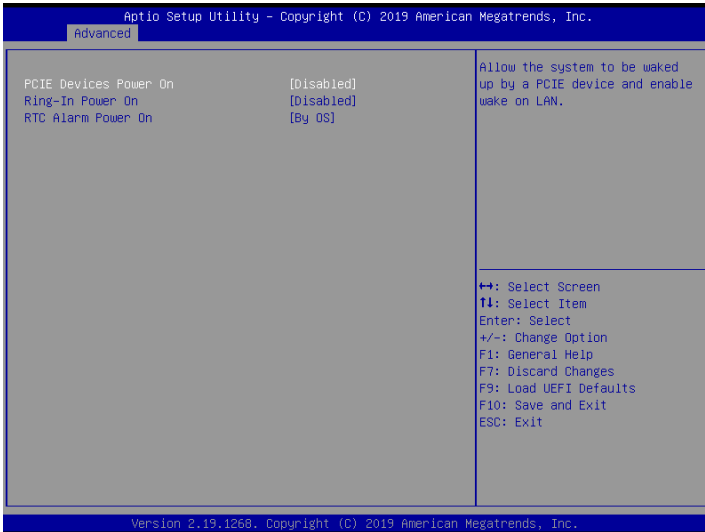 Aptio Setup Utility – Copyright (C) 2019 American Megatrends, Inc.
Advanced
PCIE Devices Power On [Disabled]
Ring-In Power On [Disabled]
RTC Alarm Power On [By OS]
Allow the system to be waked
up by a PCIE device and enable
wake on LAN.
↔: Select Screen
↑↓: Select Item
Enter: Select
+/-: Change Option
F1: General Help
F7: Discard Changes
F9: Load UEFI Defaults
F10: Save and Exit
ESC: Exit
Version 2.19.1268. Copyright (C) 2019 American Megatrends, Inc.